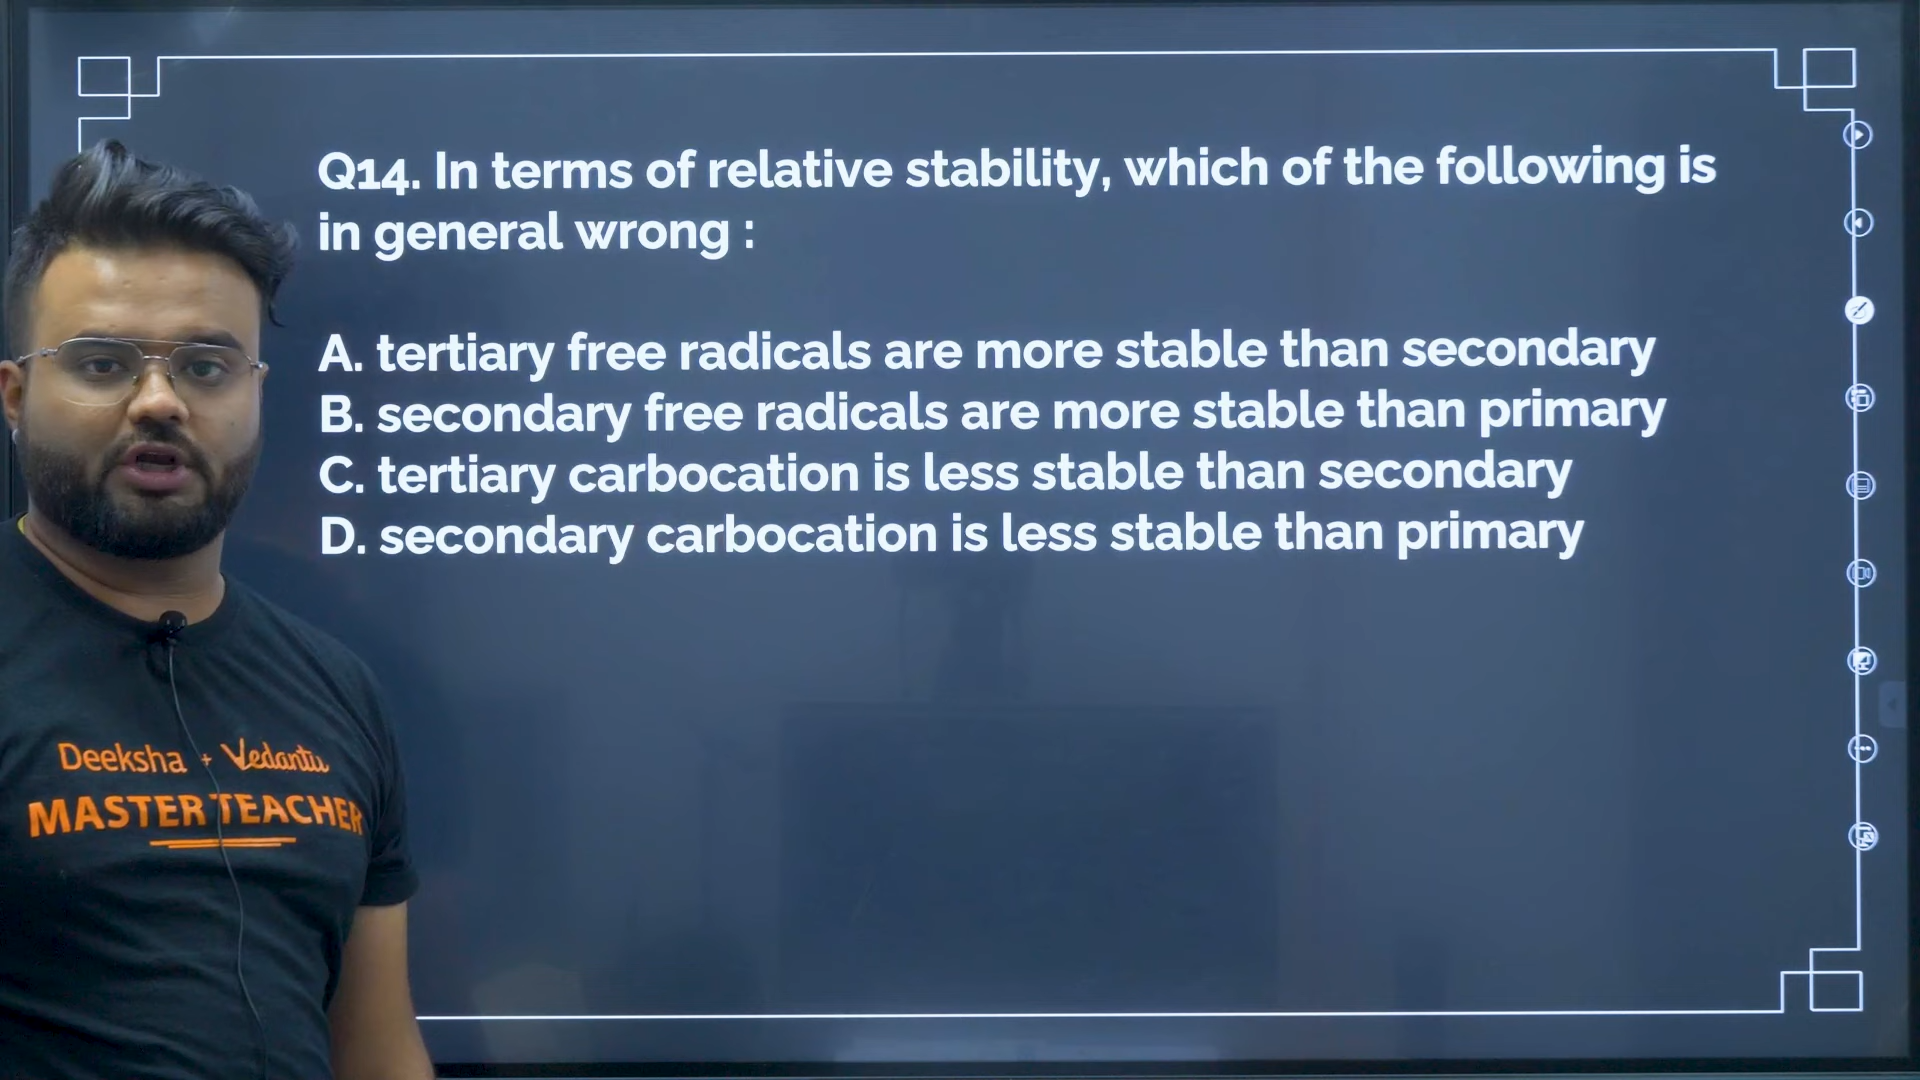 Q14. In terms of relative stability, which of the following is
in general wrong :
A. tertiary free radicals are more stable than secondary
B. secondary free radicals are more stable than primary
C. tertiary carbocation is less stable than secondary
D. secondary carbocation is less stable than primary
Deeksha + Vedantu
MASTER TEACHER